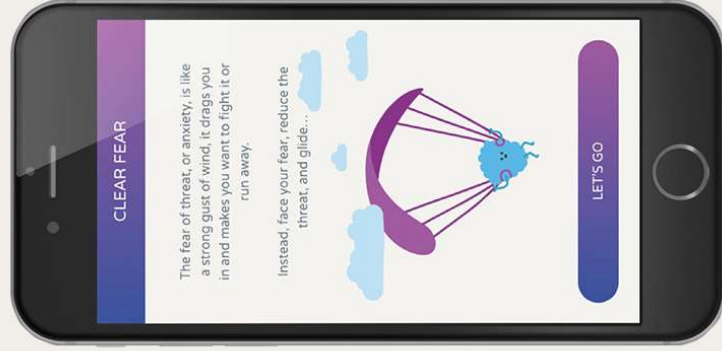 CLEAR FEAR
The fear of threat, or anxiety, is like
a strong gust of wind, it drags you
in and makes you want to fight it or
run away.
Instead, face your fear, reduce the
threat, and glide...
LET'S GO